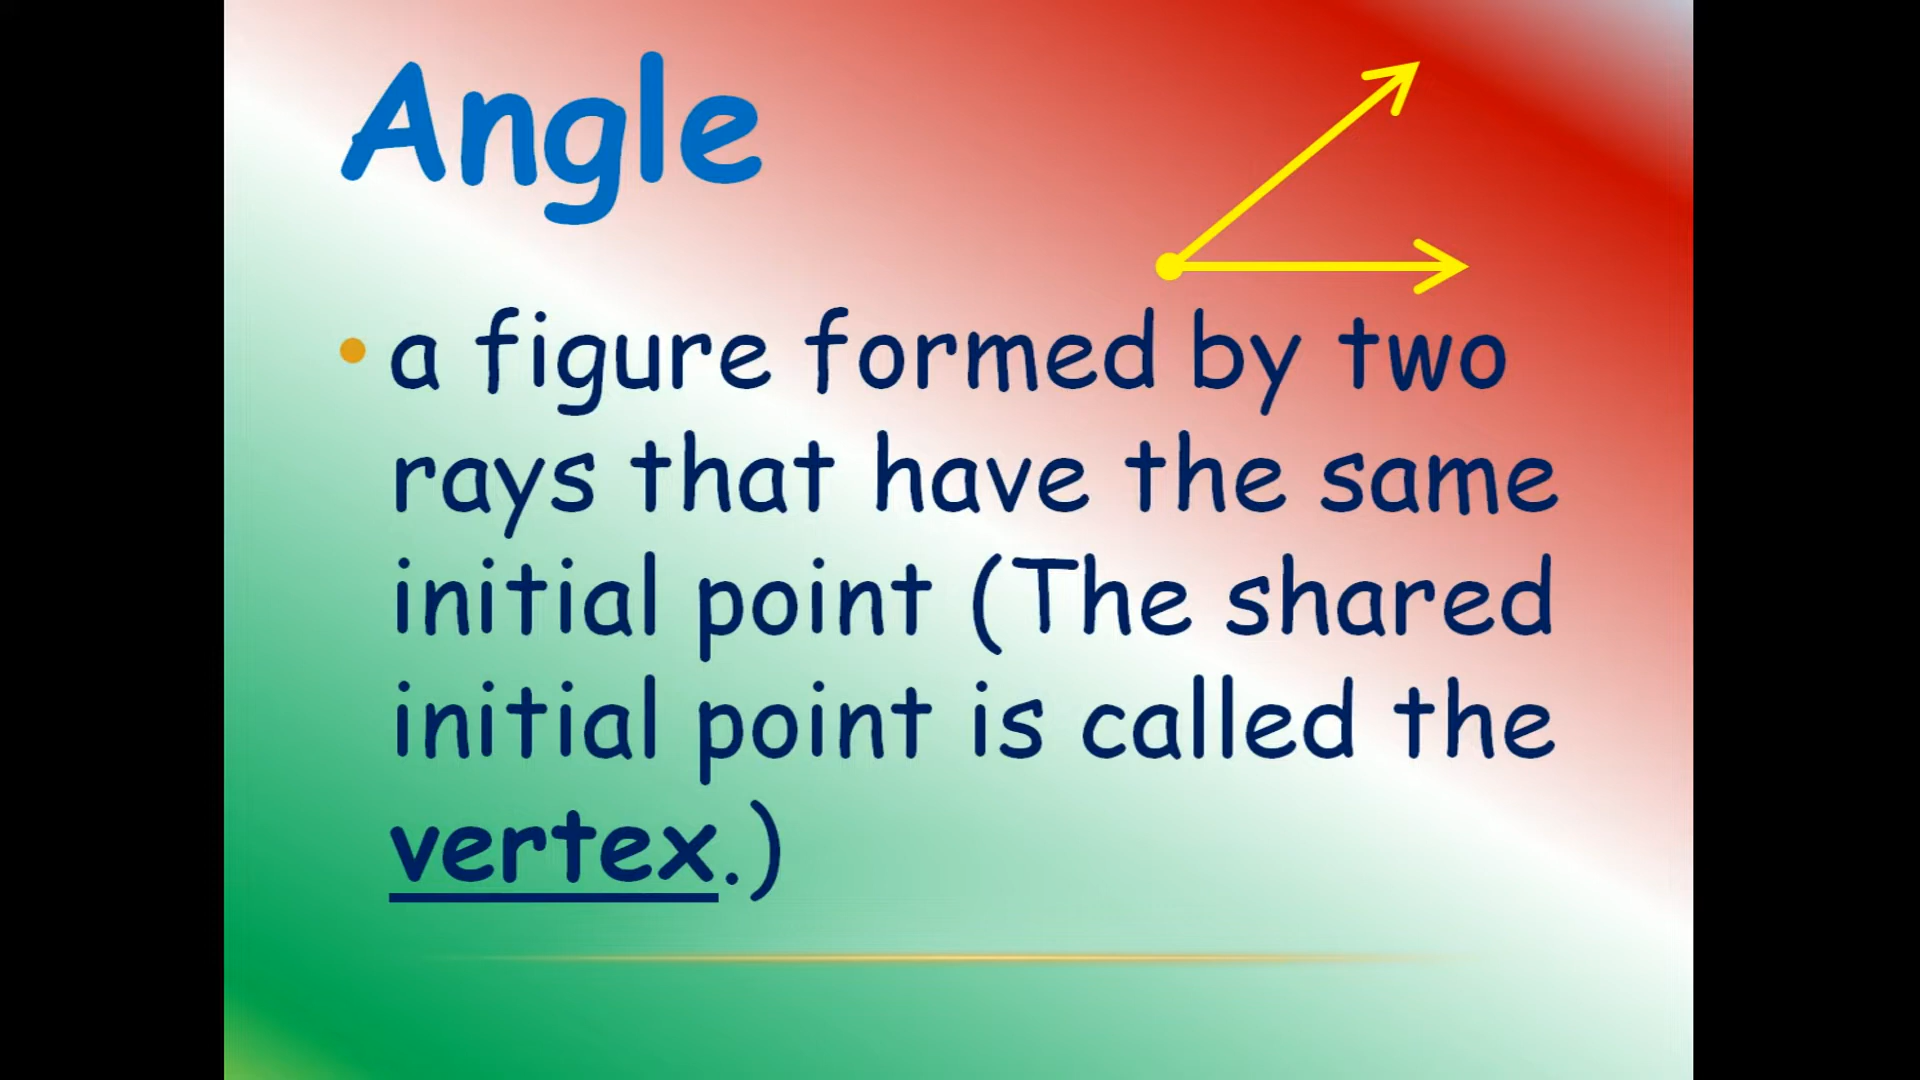 Angle
• a figure formed by two
rays that have the same
initial point (The shared
initial point is called the
vertex.)